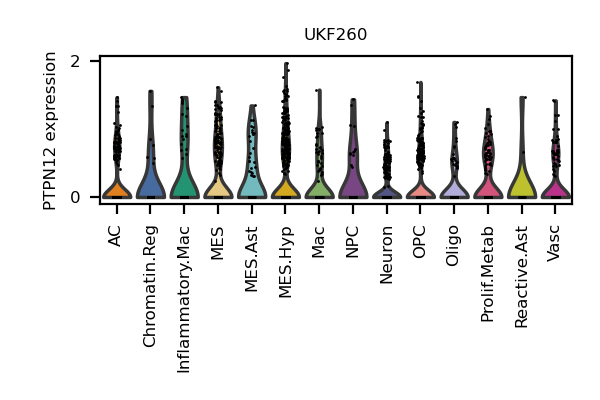 UKF260
PTPN12 expression
2
0
AC
Chromatin.Reg
Inflammatory.Mac
MES
MES.Ast
MES.Hyp
Mac
NPC
Neuron
OPC
Oligo
Prolif.Metab
Reactive.Ast
Vasc